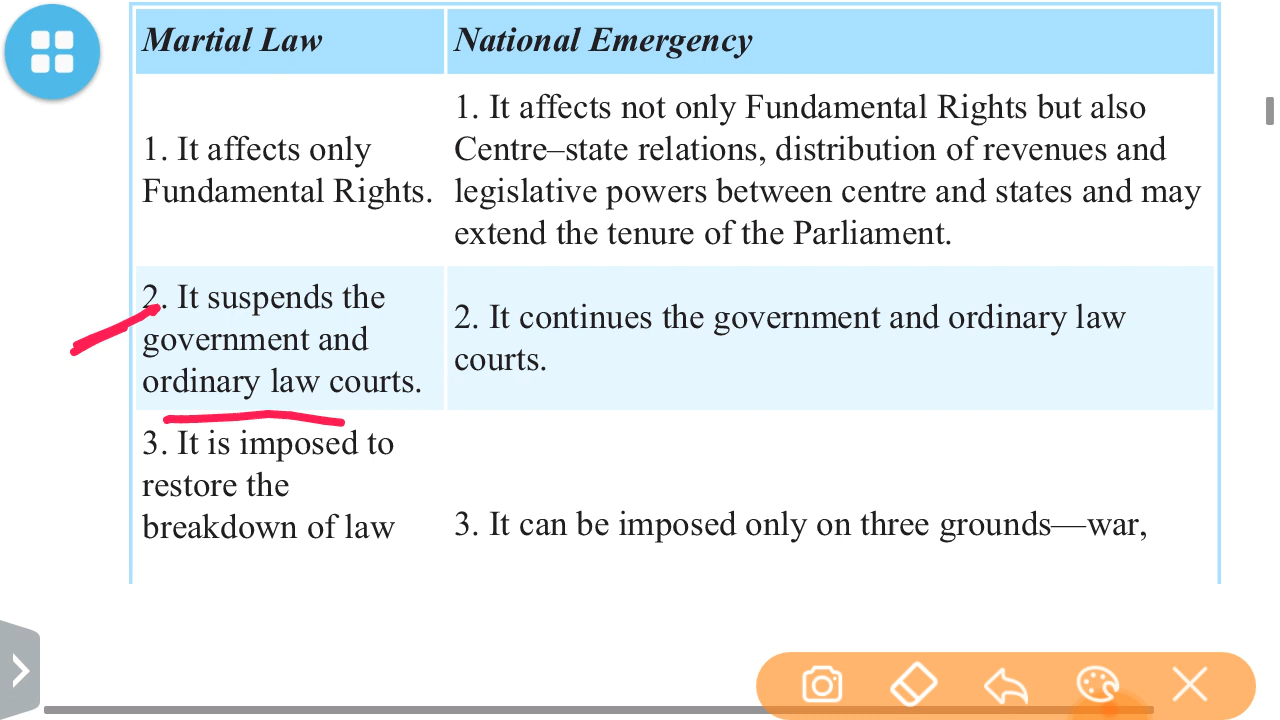 Martial Law
National Emergency
1. It affects only
Fundamental Rights.
1. It affects not only Fundamental Rights but also
Centre–state relations, distribution of revenues and
legislative powers between centre and states and may
extend the tenure of the Parliament.
2. It suspends the
government and
ordinary law courts.
2. It continues the government and ordinary law
courts.
3. It is imposed to
restore the
breakdown of law
3. It can be imposed only on three grounds—war,